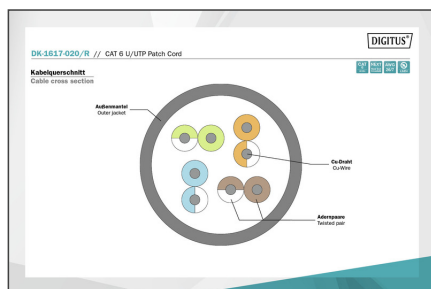 DIGITUS®
DK-1617-020/R // CAT 6 U/UTP Patch Cord
Kabelquerschnitt
Cable cross section
Außenmantel
Outer jacket
Cu-Draht
Cu-Wire
Adernpaare
Twisted pair